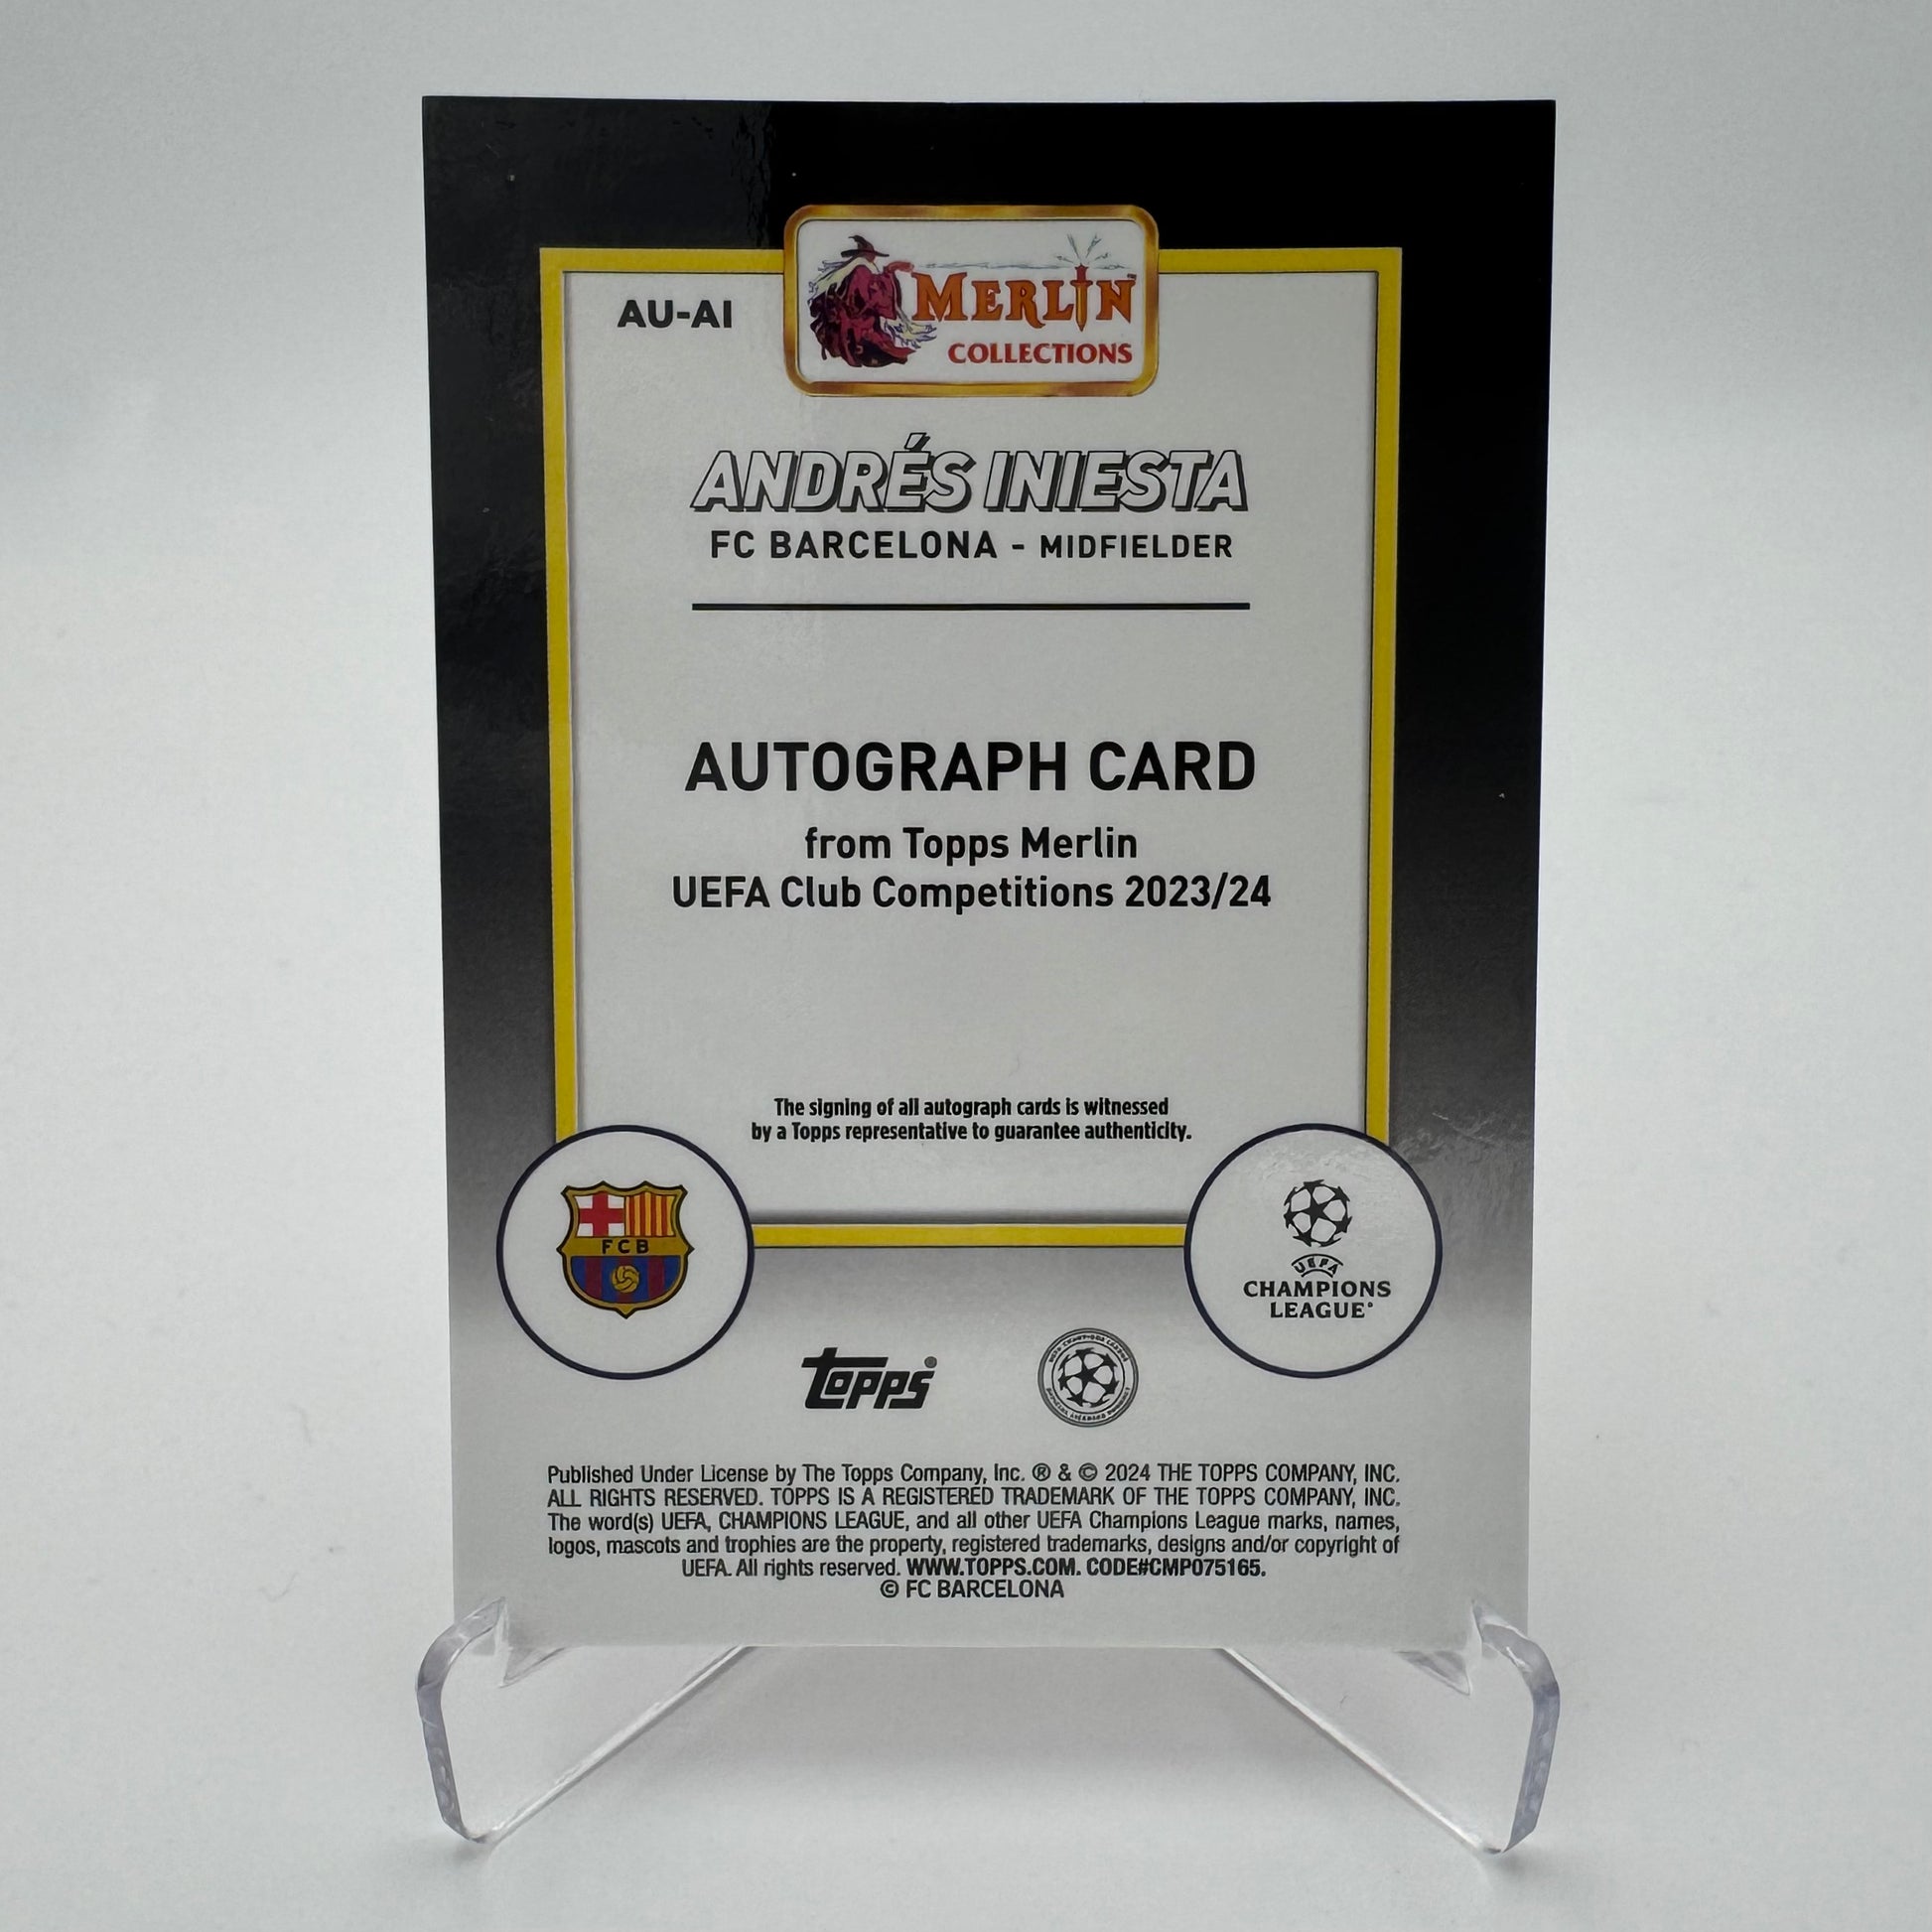 AU-AI
MERLIN
COLLECTIONS
ANDRÉS INIESTA
FC BARCELONA - MIDFIELDER
AUTOGRAPH CARD
from Topps Merlin
UEFA Club Competitions 2023/24
The signing of all autograph cards is witnessed
by a Topps representative to guarantee authenticity.
FCB
UEFA
CHAMPIONS
LEAGUE®
Topps
Published Under License by The Topps Company, Inc. ® & © 2024 THE TOPPS COMPANY, INC.
ALL RIGHTS RESERVED. TOPPS IS A REGISTERED TRADEMARK OF THE TOPPS COMPANY, INC.
The word(s) UEFA, CHAMPIONS LEAGUE, and all other UEFA Champions League marks, names,
logos, mascots and trophies are the property, registered trademarks, designs and/or copyright of
UEFA. All rights reserved. WWW.TOPPS.COM. CODE#CMP075165.
© FC BARCELONA